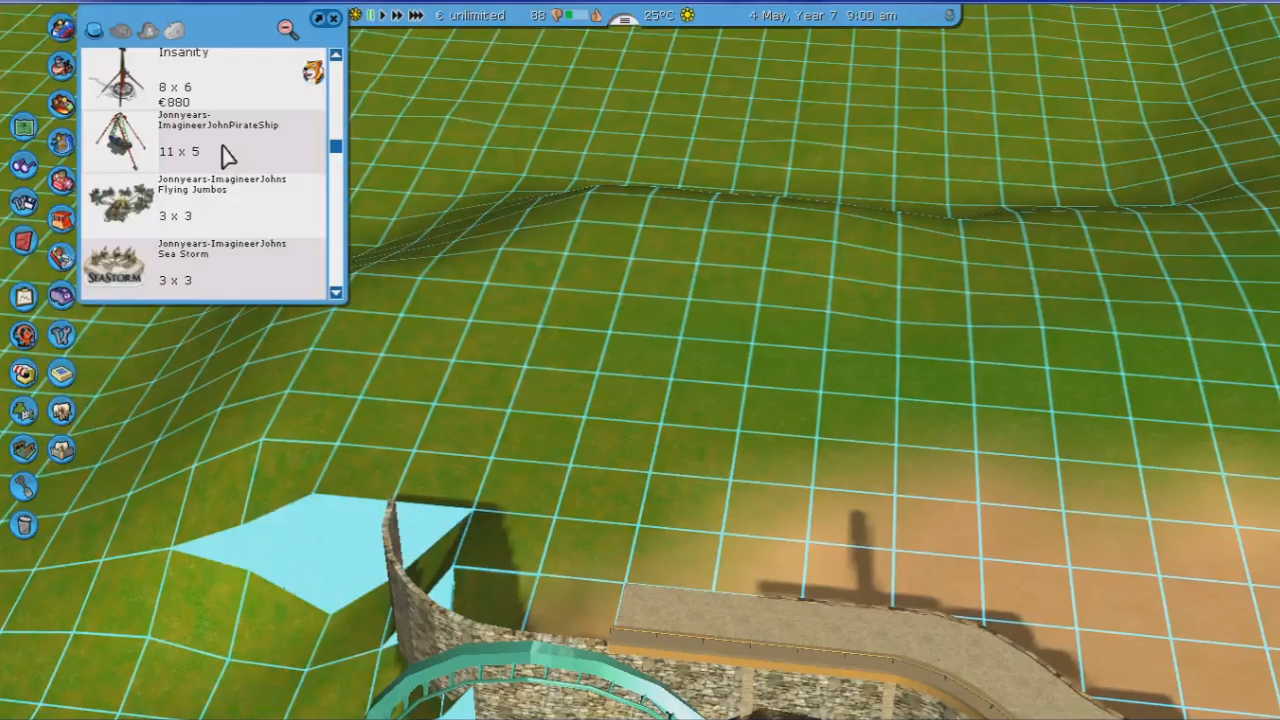 € unlimited 88 25°C 4 May, Year 7 9:00 am
Insanity
8 x 6
€880
Jonnyears-
ImagineerJohnPirateShip
11 x 5
Jonnyears-ImagineerJohns
Flying Jumbos
3 x 3
Jonnyears-ImagineerJohns
Sea Storm
SEASTORM
3 x 3